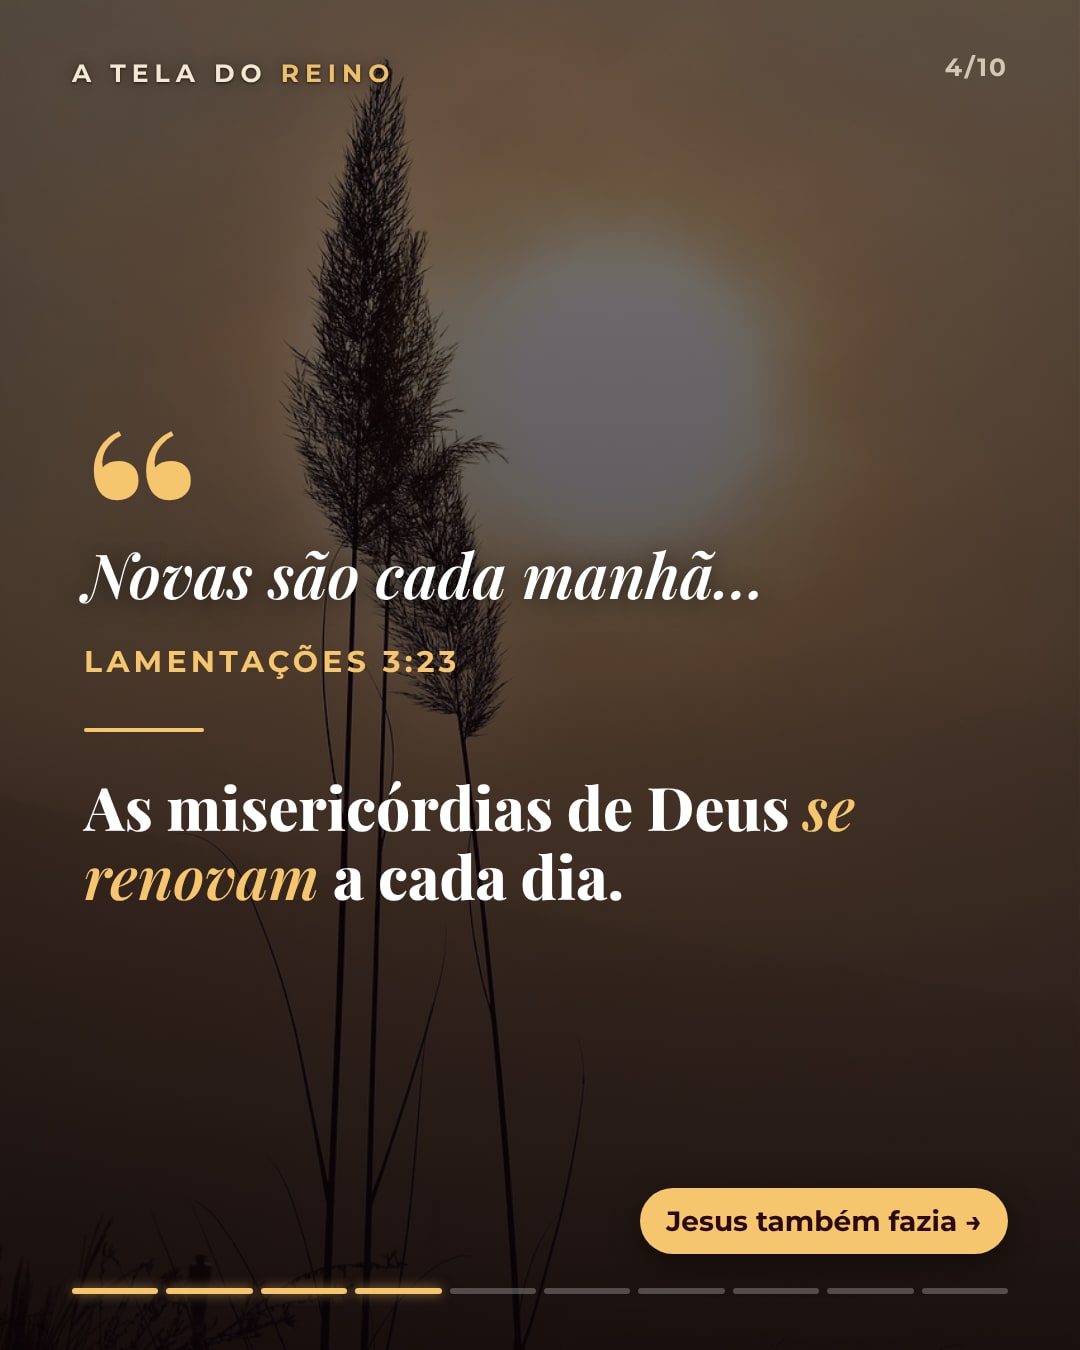 A TELA DO REINO
4/10
❝
Novas são cada manhã...
LAMENTAÇÕES 3:23
As misericórdias de Deus se
renovam a cada dia.
Jesus também fazia →